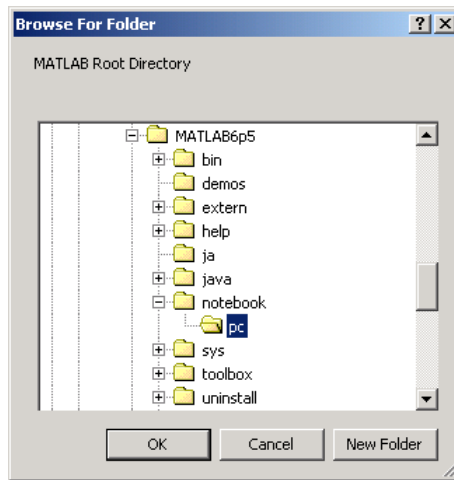 Browse For Folder
MATLAB Root Directory
MATLAB6p5
bin
demos
extern
help
ja
java
notebook
pc
sys
toolbox
uninstall
OK Cancel New Folder